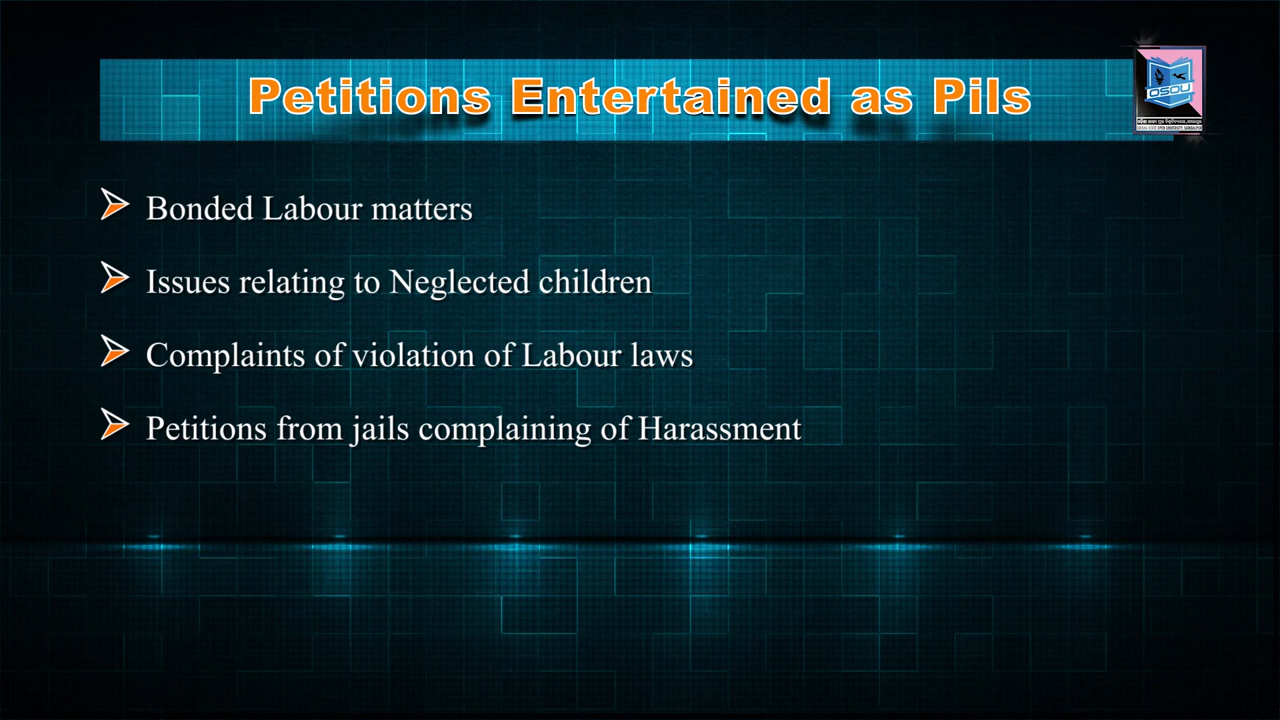 Petitions Entertained as Pils
OSOU
Bonded Labour matters
Issues relating to Neglected children
Complaints of violation of Labour laws
Petitions from jails complaining of Harassment